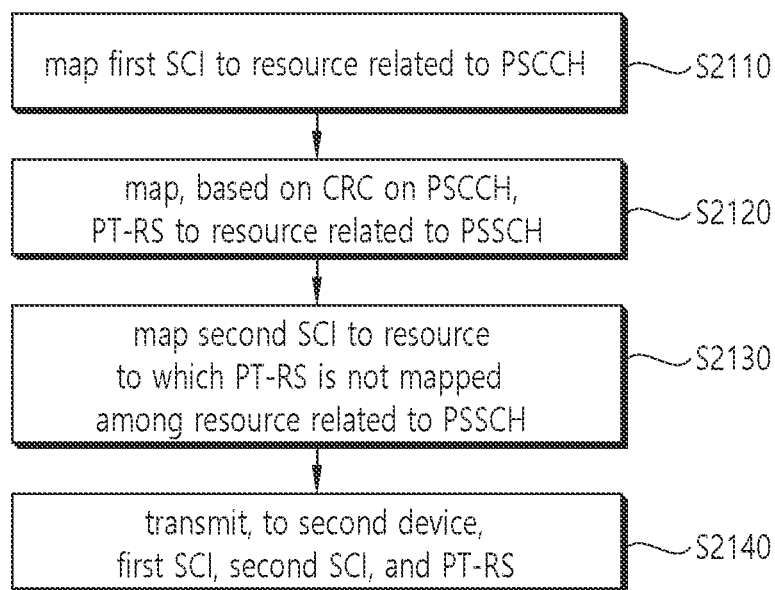 map first SCI to resource related to PSCCH
S2110
map, based on CRC on PSCCH,
PT-RS to resource related to PSSCH
S2120
map second SCI to resource
to which PT-RS is not mapped
among resource related to PSSCH
S2130
transmit, to second device,
first SCI, second SCI, and PT-RS
S2140